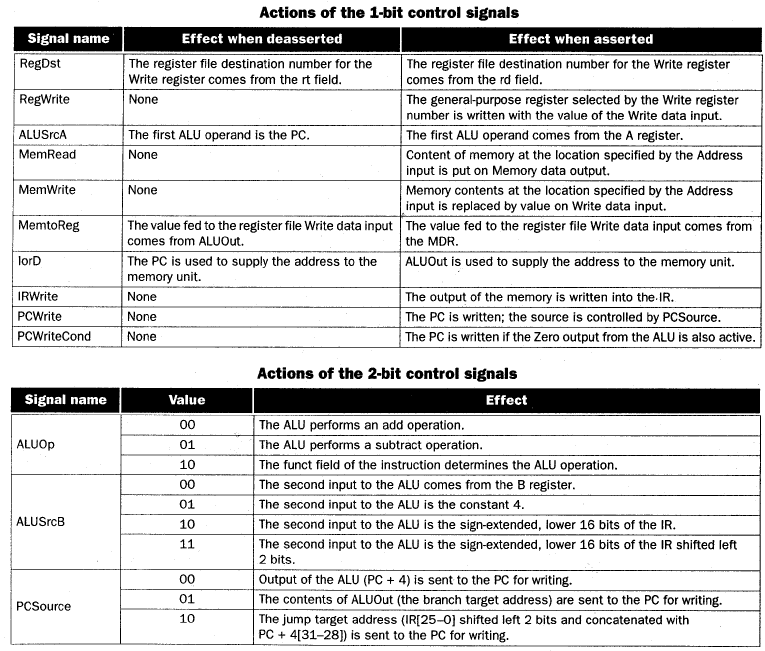 Actions of the 1-bit control signals
Signal name Effect when deasserted Effect when asserted
RegDst The register file destination number for the The register file destination number for the Write register
Write register comes from the rt field. comes from the rd field.
RegWrite None The general-purpose register selected by the Write register
number is written with the value of the Write data input.
ALUSrcA The first ALU operand is the PC. The first ALU operand comes from the A register.
MemRead None Content of memory at the location specified by the Address
input is put on Memory data output.
MemWrite None Memory contents at the location specified by the Address
input is replaced by value on Write data input.
MemtoReg The value fed to the register file Write data input The value fed to the register file Write data input comes from
comes from ALUOut. the MDR.
IorD The PC is used to supply the address to the ALUOut is used to supply the address to the memory unit.
memory unit.
IRWrite None The output of the memory is written into the IR.
PCWrite None The PC is written; the source is controlled by PCSource.
PCWriteCond None The PC is written if the Zero output from the ALU is also active.
Actions of the 2-bit control signals
Signal name Value Effect
ALUOp 00 The ALU performs an add operation.
01 The ALU performs a subtract operation.
10 The funct field of the instruction determines the ALU operation.
ALUSrcB 00 The second input to the ALU comes from the B register.
01 The second input to the ALU is the constant 4.
10 The second input to the ALU is the sign-extended, lower 16 bits of the IR.
11 The second input to the ALU is the sign-extended, lower 16 bits of the IR shifted left
2 bits.
PCSource 00 Output of the ALU (PC + 4) is sent to the PC for writing.
01 The contents of ALUOut (the branch target address) are sent to the PC for writing.
10 The jump target address (IR[25–0] shifted left 2 bits and concatenated with
PC + 4[31–28]) is sent to the PC for writing.